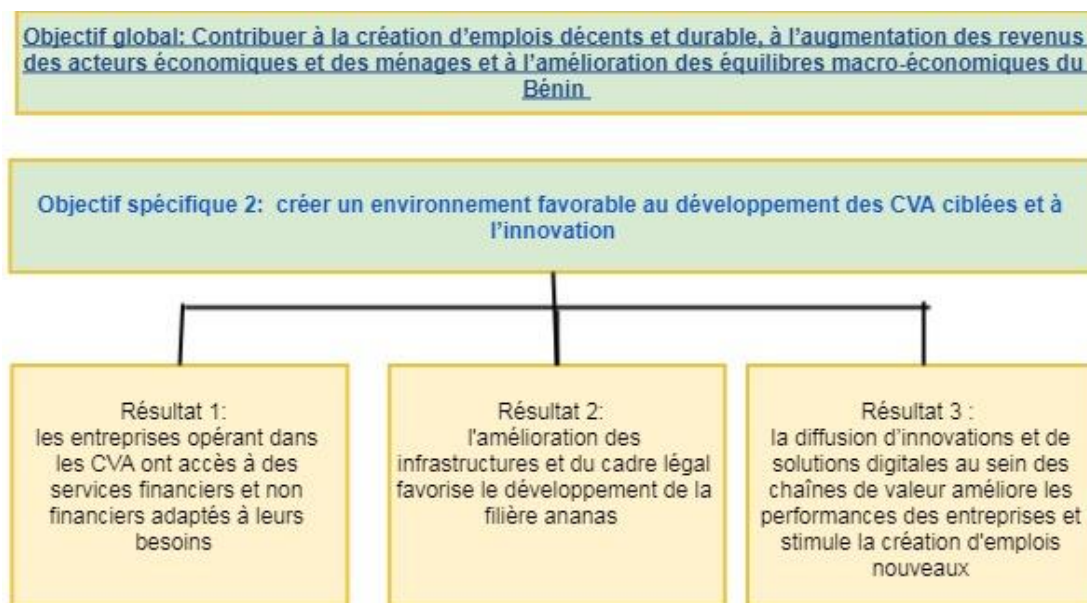 Objectif global: Contribuer à la création d'emplois décents et durable, à l'augmentation des revenus
des acteurs économiques et des ménages et à l'amélioration des équilibres macro-économiques du
Bénin
Objectif spécifique 2: créer un environnement favorable au développement des CVA ciblées et à
l'innovation
Résultat 1:
les entreprises opérant dans
les CVA ont accès à des
services financiers et non
financiers adaptés à leurs
besoins
Résultat 2:
l'amélioration des
infrastructures et du cadre légal
favorise le développement de la
filière ananas
Résultat 3 :
la diffusion d'innovations et de
solutions digitales au sein des
chaînes de valeur améliore les
performances des entreprises et
stimule la création d'emplois
nouveaux